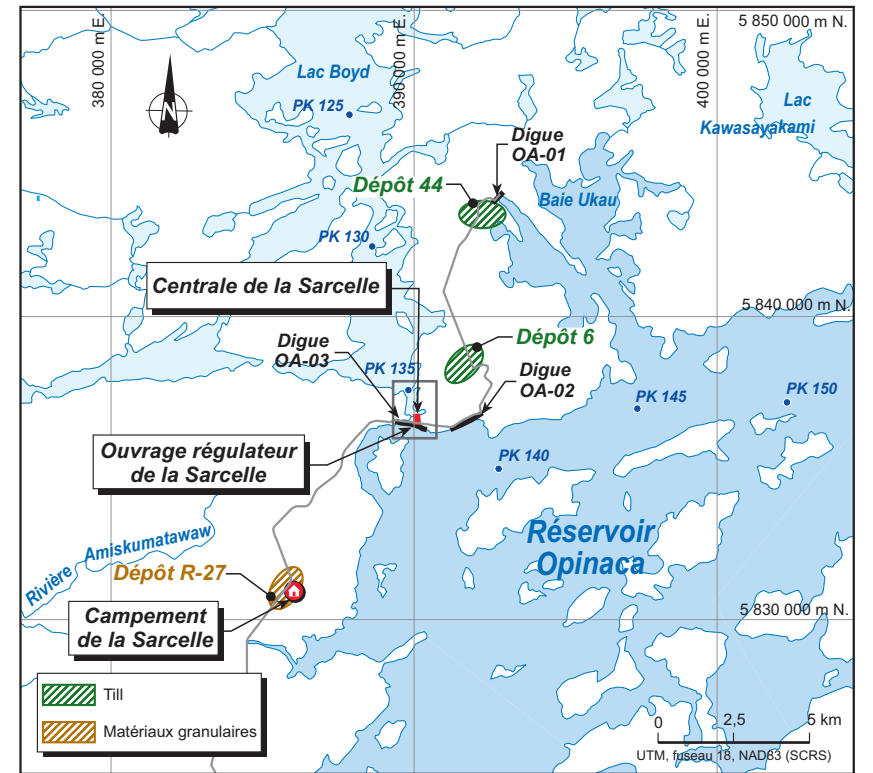 380 000 m E.
390 000 m E.
400 000 m E.
5 850 000 m N.
N
Lac Boyd
PK 125
Lac
Kawasayakami
Digue
OA-01
Dépôt 44
Baie Ukau
PK 130
Centrale de la Sarcelle
5 840 000 m N.
Digue
OA-03
Dépôt 6
PK 135
Digue
OA-02
PK 145
PK 150
Ouvrage régulateur
de la Sarcelle
PK 140
Réservoir
Opinaca
Rivière Amiskumatawaw
Dépôt R-27
Campement
de la Sarcelle
5 830 000 m N.
Till
Matériaux granulaires
0 2,5 5 km
UTM, fuseau 18, NAD83 (SCRS)